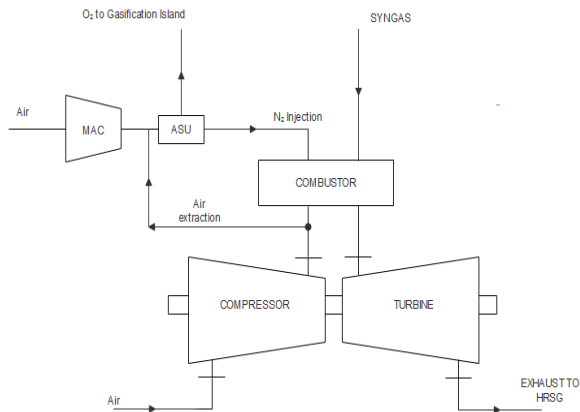 O₂ to Gasification Island
SYNGAS
Air
MAC
ASU
N₂ Injection
COMBUSTOR
Air
extraction
COMPRESSOR
TURBINE
Air
EXHAUST TO
HRSG